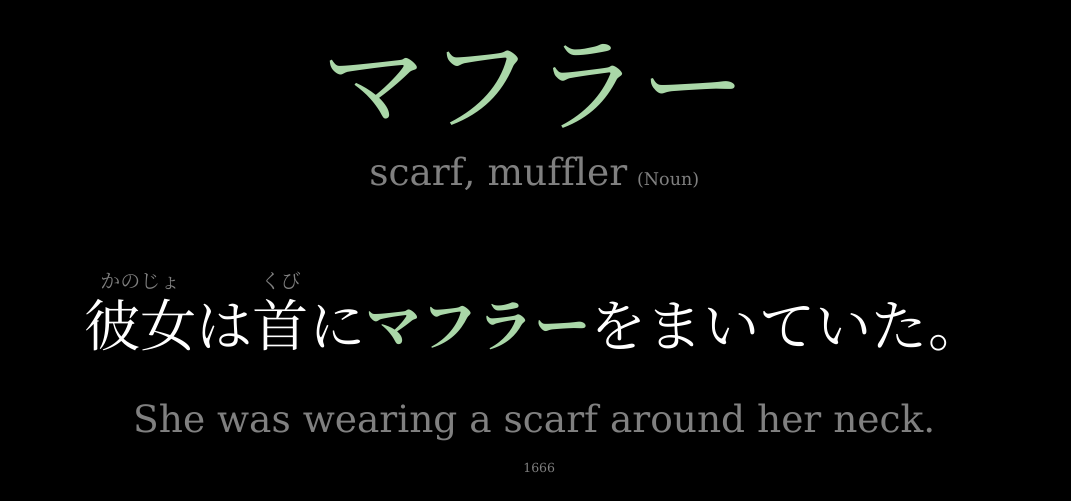 マフラー
scarf, muffler (Noun)
かのじょ くび
彼女は首にマフラーをまいていた。
She was wearing a scarf around her neck.
1666